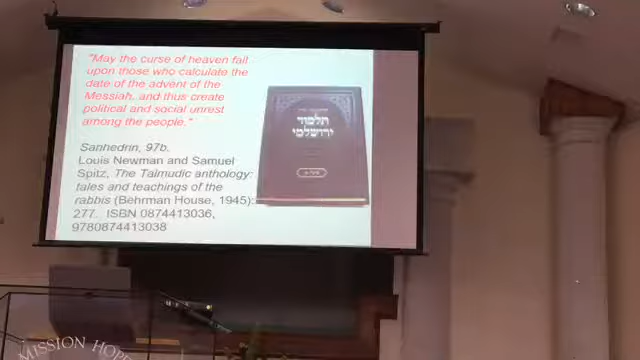 "May the curse of heaven fall
upon those who calculate the
date of the advent of the
Messiah, and thus create
political and social unrest
among the people."
Sanhedrin, 97b.
Louis Newman and Samuel
Spitz, The Talmudic anthology:
tales and teachings of the
rabbis (Behrman House, 1945):
277. ISBN 0874413036,
9780874413038
תלמוד
ירושלמי
MISSION HOPE